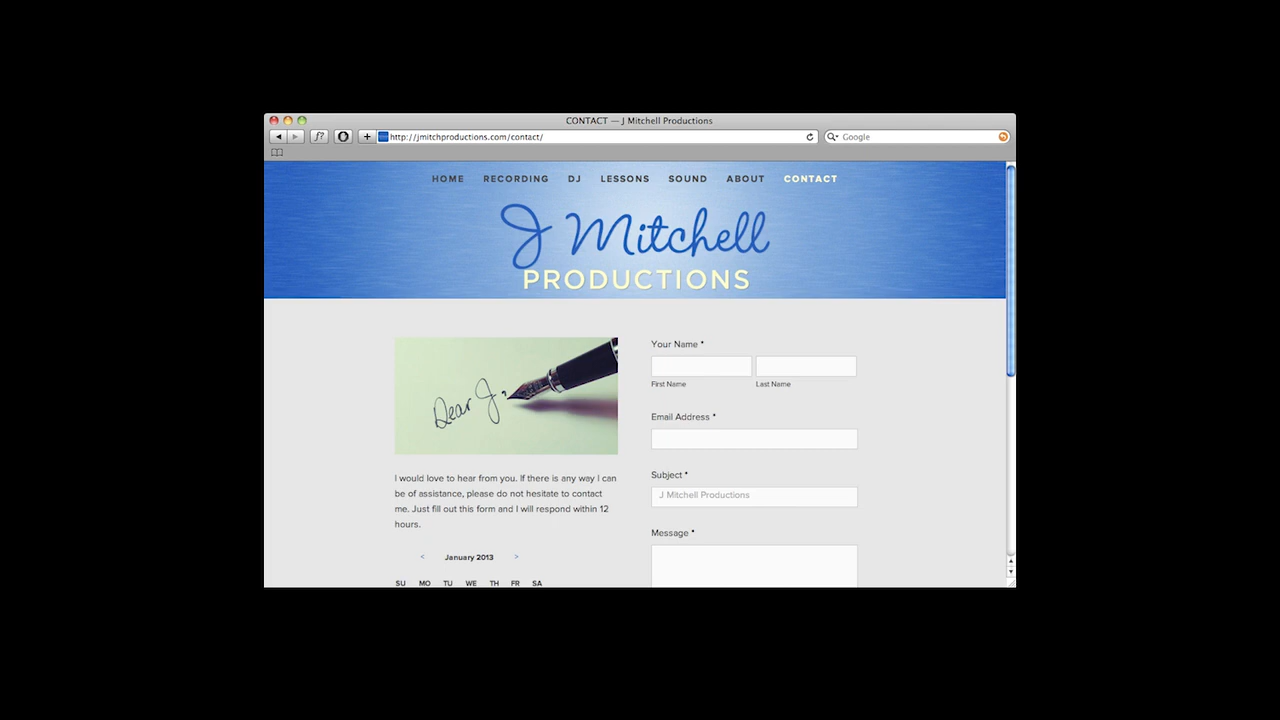 CONTACT — J Mitchell Productions
f?
http://jmitchproductions.com/contact/
Google
HOME RECORDING DJ LESSONS SOUND ABOUT CONTACT
J Mitchell
PRODUCTIONS
Dear J,
I would love to hear from you. If there is any way I can
be of assistance, please do not hesitate to contact
me. Just fill out this form and I will respond within 12
hours.
< January 2013 >
SU MO TU WE TH FR SA
Your Name *
First Name Last Name
Email Address *
Subject *
J Mitchell Productions
Message *